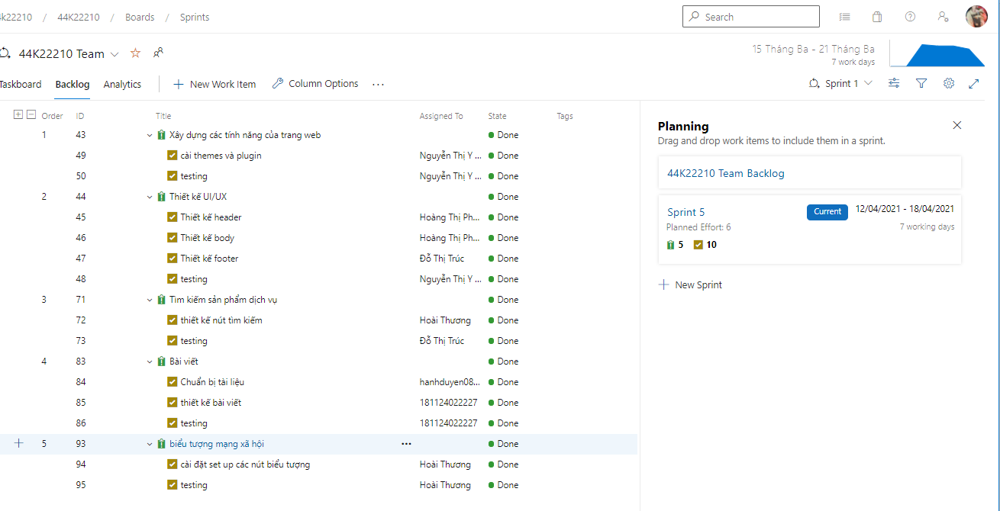 4k22210 / 44K22210 / Boards / Sprints Search
44K22210 Team
15 Tháng Ba - 21 Tháng Ba
7 work days
Taskboard Backlog Analytics New Work Item Column Options ... Sprint 1
Order ID Title Assigned To State Tags
1 43 Xây dựng các tính năng của trang web Done
49 cài themes và plugin Nguyễn Thị Y ... Done
50 testing Nguyễn Thị Y ... Done
2 44 Thiết kế UI/UX Done
45 Thiết kế header Hoàng Thị Ph... Done
46 Thiết kế body Hoàng Thị Ph... Done
47 Thiết kế footer Đỗ Thị Trúc Done
48 testing Nguyễn Thị Y ... Done
3 71 Tìm kiếm sản phẩm dịch vụ Done
72 thiết kế nút tìm kiếm Hoài Thương Done
73 testing Đỗ Thị Trúc Done
4 83 Bài viết Done
84 Chuẩn bị tài liệu hanhduyen08... Done
85 thiết kế bài viết 181124022227 Done
86 testing 181124022227 Done
5 93 biểu tượng mạng xã hội ... Done
94 cài đặt set up các nút biểu tượng Hoài Thương Done
95 testing Hoài Thương Done
Planning
Drag and drop work items to include them in a sprint.
44K22210 Team Backlog
Sprint 5 Current 12/04/2021 - 18/04/2021
Planned Effort: 6 7 working days
5 10
New Sprint